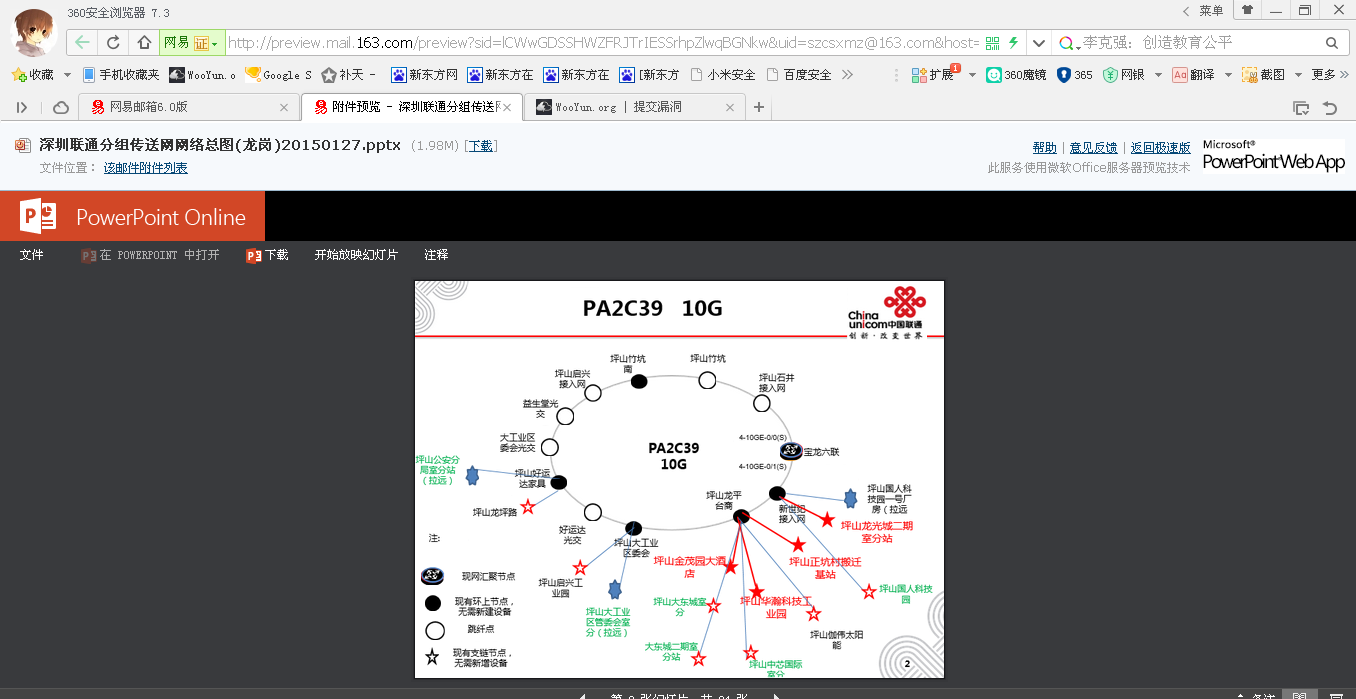 360安全浏览器 7.3
菜单
网易 证
http://preview.mail.163.com/preview?sid=lCWwGDSSHWZFRJTrIESSrhpZlwqBGNkw&uid=szcsxmz@163.com&host=
李克强：创造教育公平
收藏 手机收藏夹 WooYun.o Google S 补天 - 新东方网 新东方在 新东方在 [新东方 小米安全 百度安全 扩展 1 360魔镜 365 网银 Aa 翻译 截图 更多
网易邮箱6.0版
附件预览 - 深圳联通分组传送网
WooYun.org | 提交漏洞
深圳联通分组传送网网络总图(龙岗)20150127.pptx (1.98M) [下载]
文件位置： 该邮件附件列表
帮助 | 意见反馈 | 返回极速版
此服务使用微软Office服务器预览技术
Microsoft®
PowerPoint Web App
PowerPoint Online
文件 在 POWERPOINT 中打开 下载 开始放映幻灯片 注释
PA2C39 10G
China
unicom中国联通
创新·改变世界
坪山竹坑
南
坪山竹坑
坪山启兴
接入网
坪山石井
接入网
益生堂光
交
大工业区
委会光交
PA2C39
10G
4-10GE-0/0(S)
宝龙六联
4-10GE-0/1(S)
坪山公安分
局室分站
（拉远）
坪山好运
达家具
坪山龙坪路
好运达
光交
坪山大工业
区委会
坪山龙平
台商
新世纪
接入网
坪山国人科
技园一号厂
房（拉远
坪山龙光城二期
室分站
坪山金茂园大酒
店
坪山正坑村搬迁
基站
坪山启兴工
业园
坪山大工业
区管委会室
分（拉远）
坪山大东城室
分
坪山华瀚科技工
业园
坪山国人科技
园
坪山伽伟太阳
能
大东城二期室
分站
坪山中芯国际
室分
注:
现网汇聚节点
现有环上节点，
无需新建设备
跳纤点
现有支链节点，
无需新增设备
2